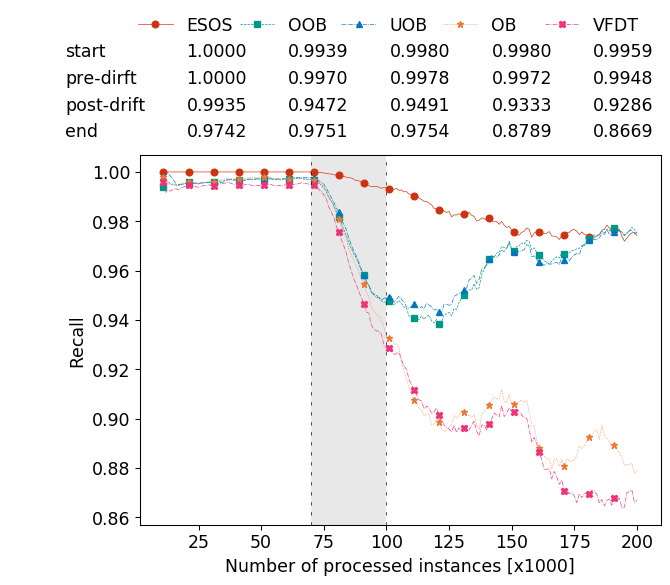 ESOS OOB UOB OB VFDT
start 1.0000 0.9939 0.9980 0.9980 0.9959
pre-dirft 1.0000 0.9970 0.9978 0.9972 0.9948
post-drift 0.9935 0.9472 0.9491 0.9333 0.9286
end 0.9742 0.9751 0.9754 0.8789 0.8669
1.00
0.98
0.96
0.94
0.92
0.90
0.88
0.86
Recall
25 50 75 100 125 150 175 200
Number of processed instances [x1000]